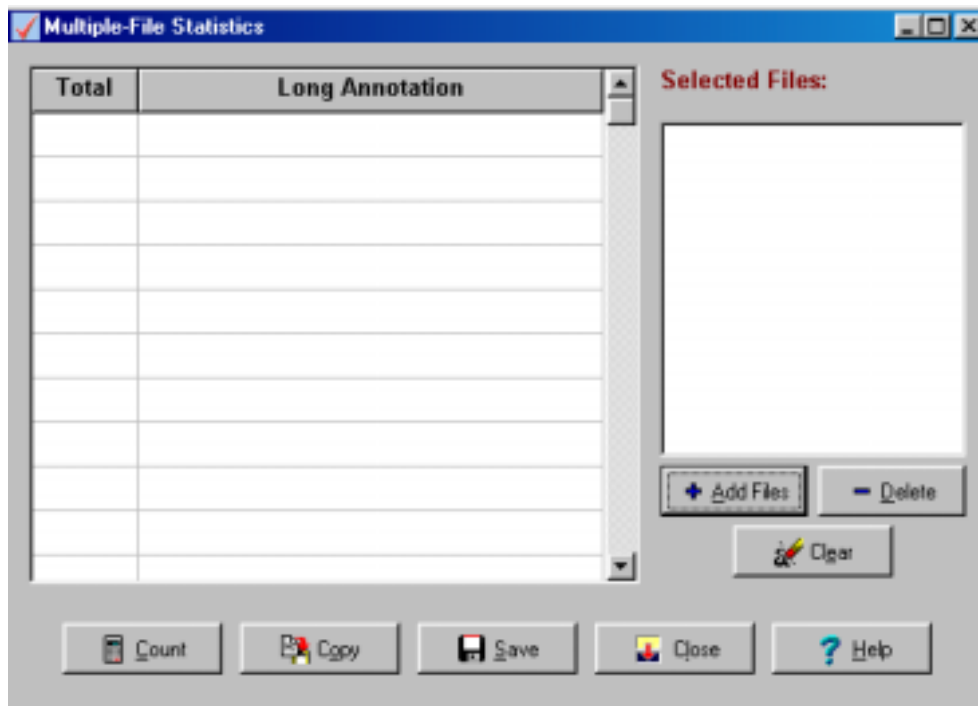 Multiple-File Statistics
Total Long Annotation
Selected Files:
Add Files Delete
Clear
Count Copy Save Close Help